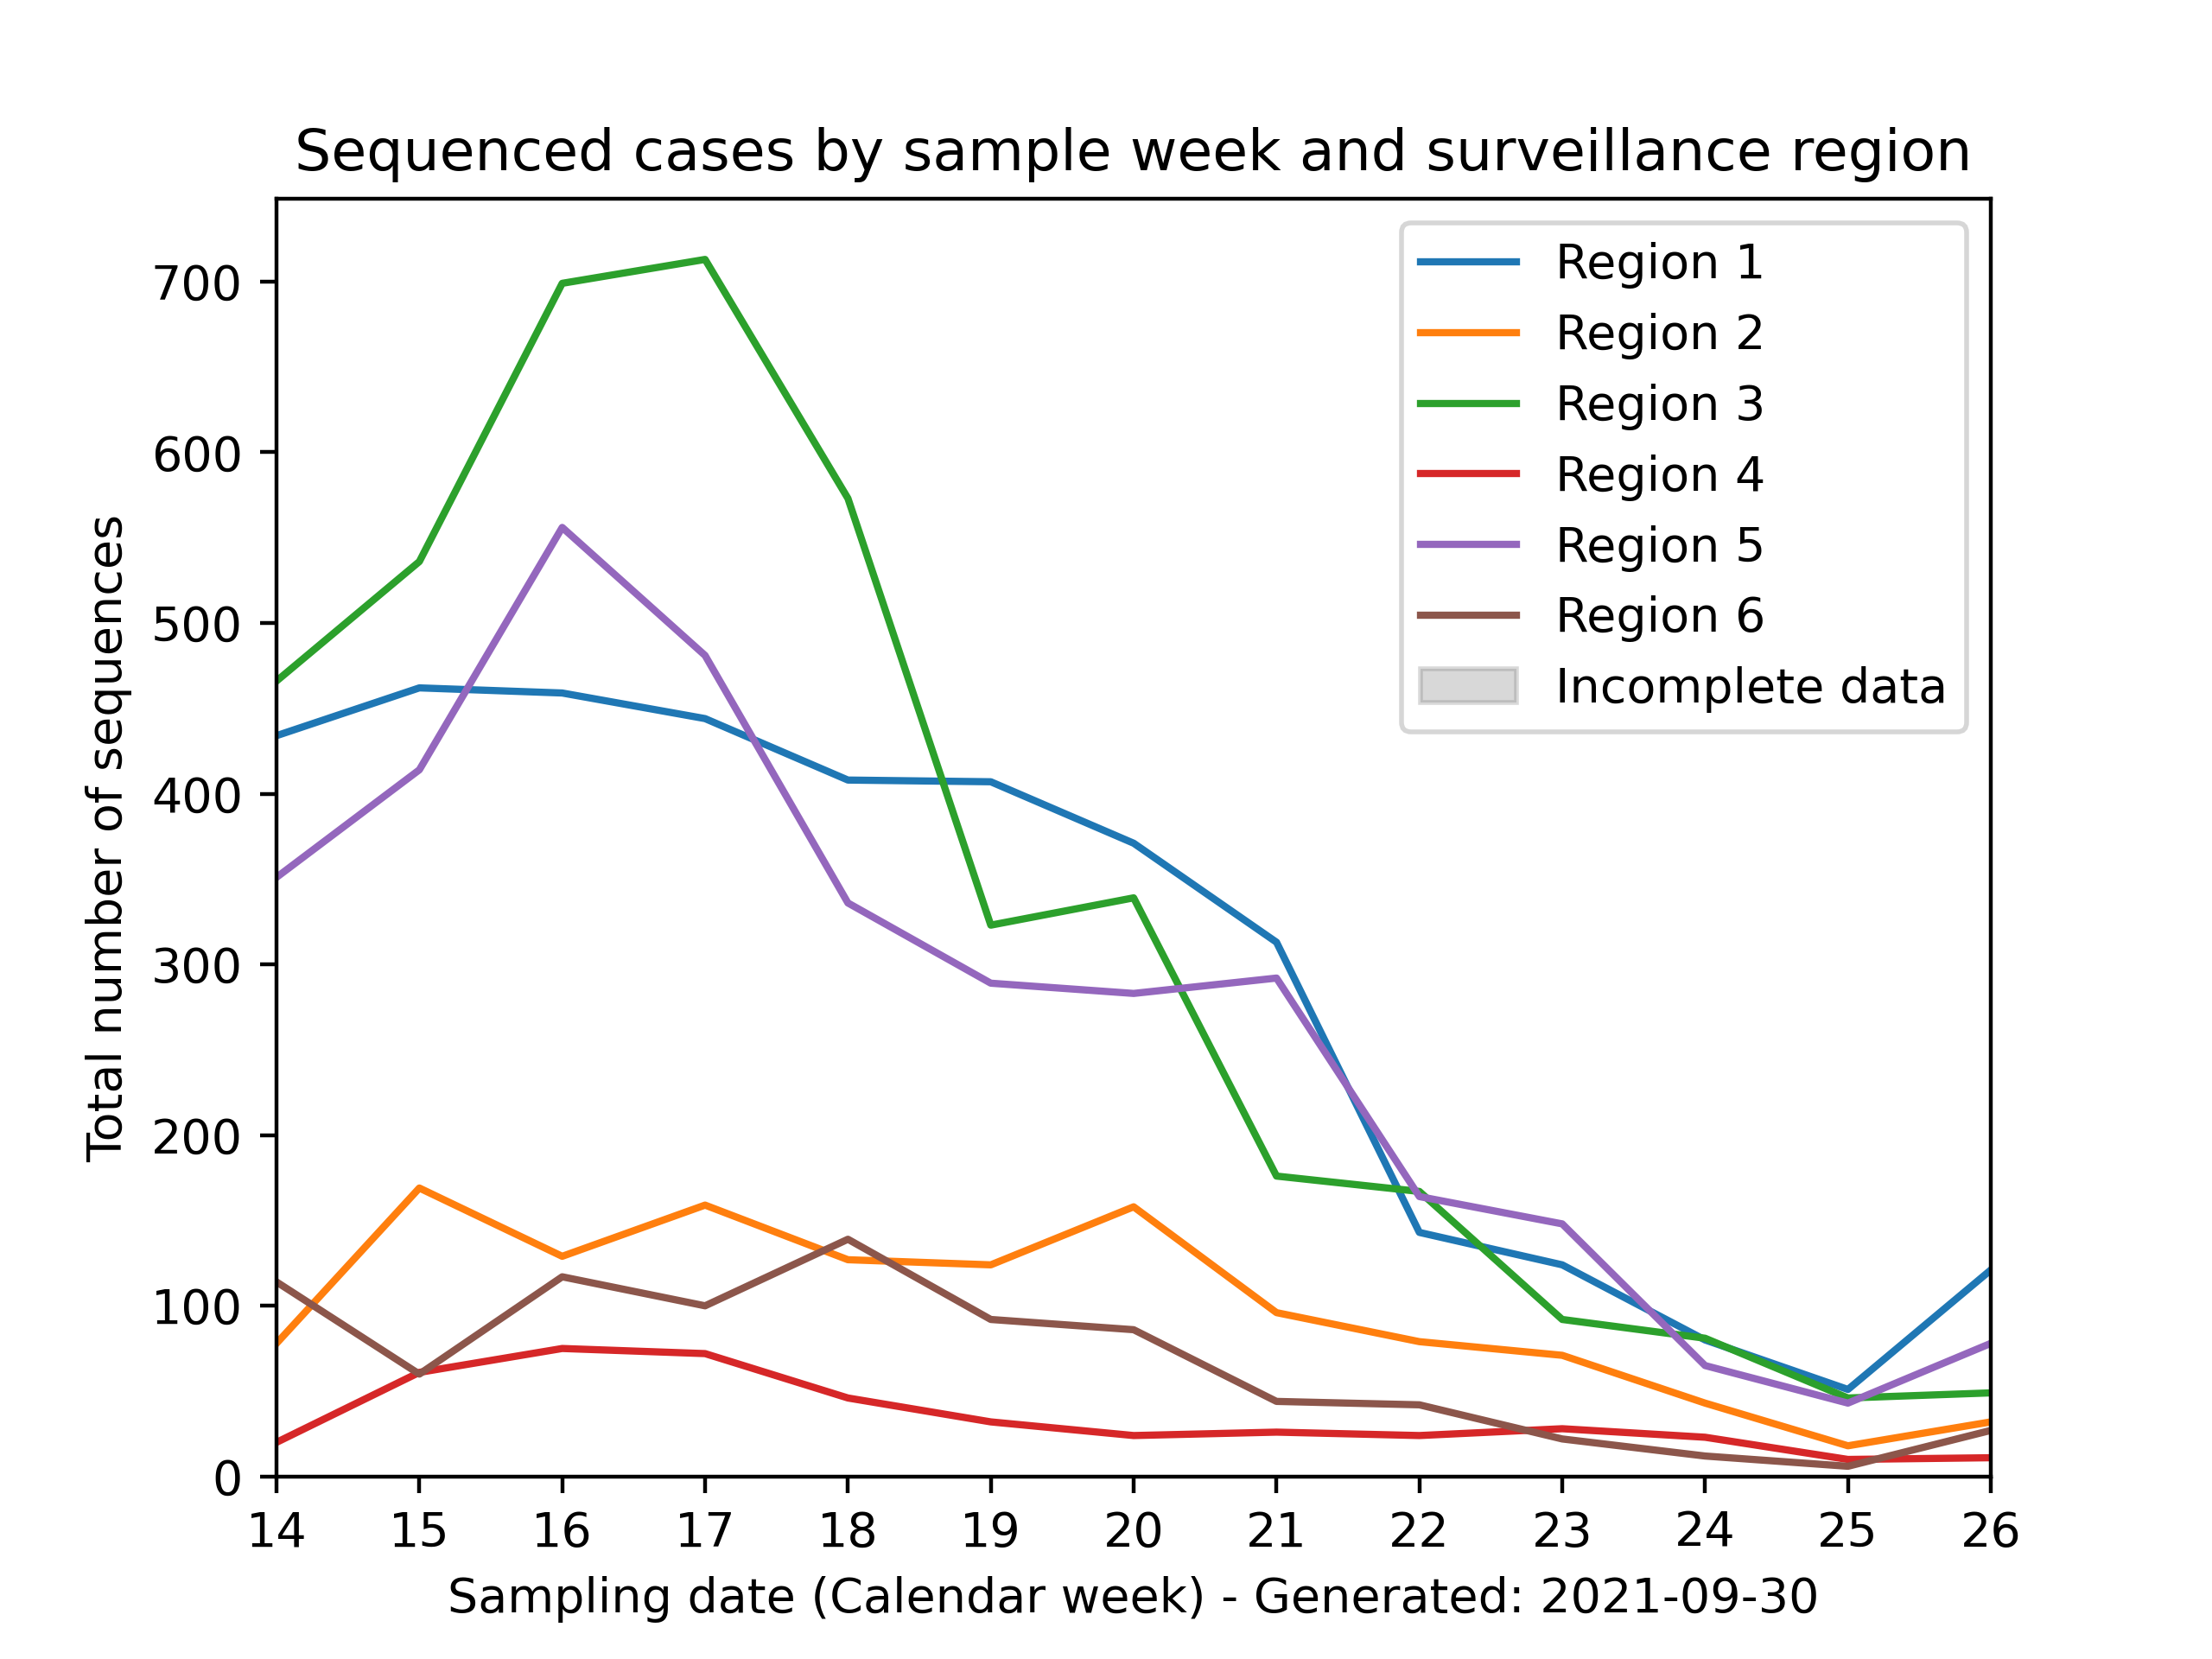 Sequenced cases by sample week and surveillance region
Region 1
Region 2
Region 3
Region 4
Region 5
Region 6
Incomplete data
Total number of sequences
700
600
500
400
300
200
100
0
14 15 16 17 18 19 20 21 22 23 24 25 26
Sampling date (Calendar week) - Generated: 2021-09-30